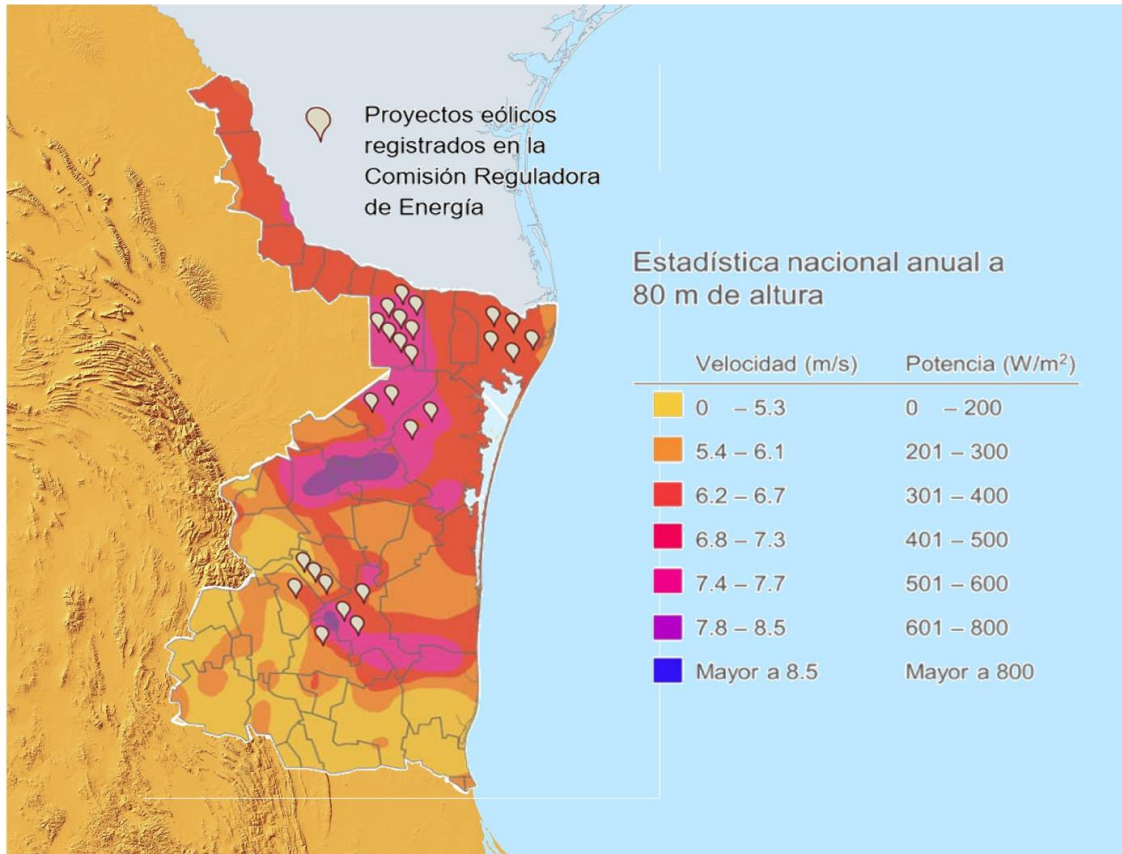 Proyectos eólicos
registrados en la
Comisión Reguladora
de Energía
Estadística nacional anual a
80 m de altura
Velocidad (m/s) Potencia (W/m²)
0 – 5.3 0 – 200
5.4 – 6.1 201 – 300
6.2 – 6.7 301 – 400
6.8 – 7.3 401 – 500
7.4 – 7.7 501 – 600
7.8 – 8.5 601 – 800
Mayor a 8.5 Mayor a 800